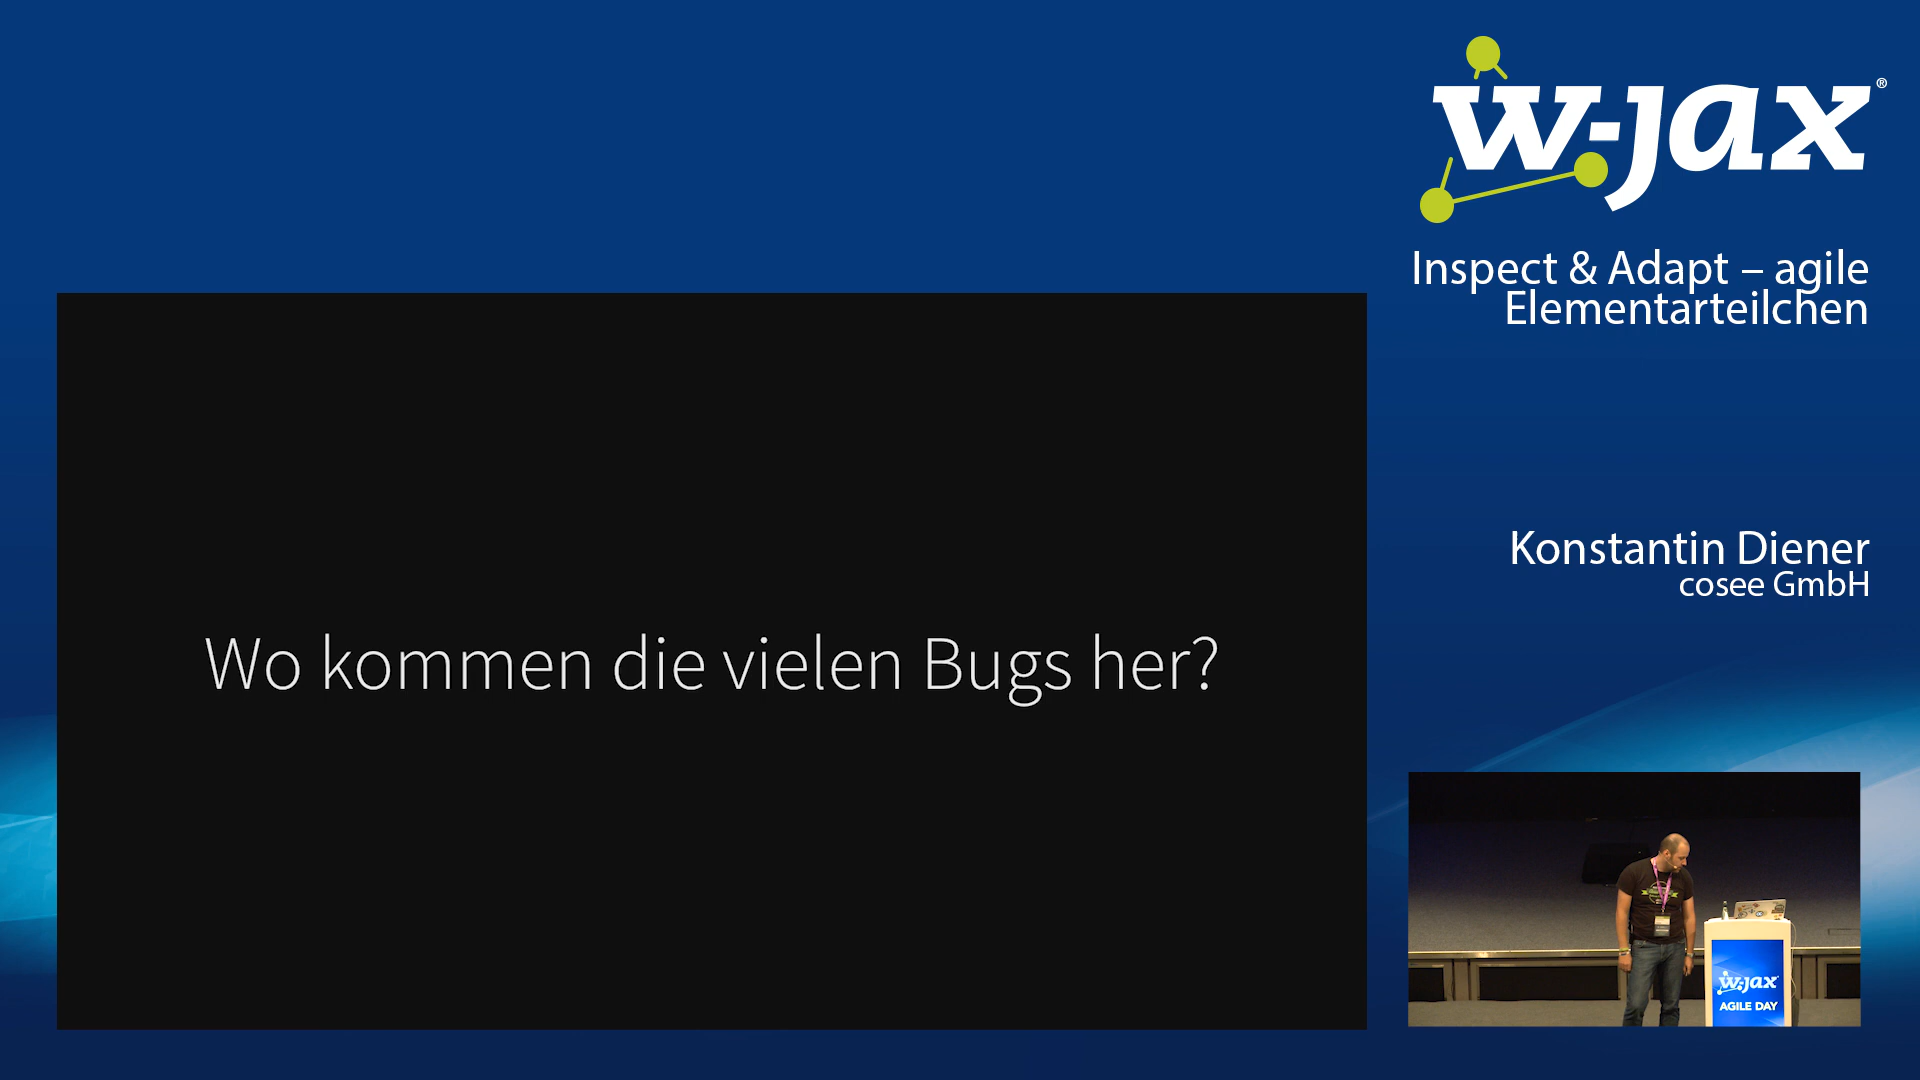 w-jax®
Inspect & Adapt – agile
Elementarteilchen
Wo kommen die vielen Bugs her?
Konstantin Diener
cosee GmbH
w-jax
AGILE DAY